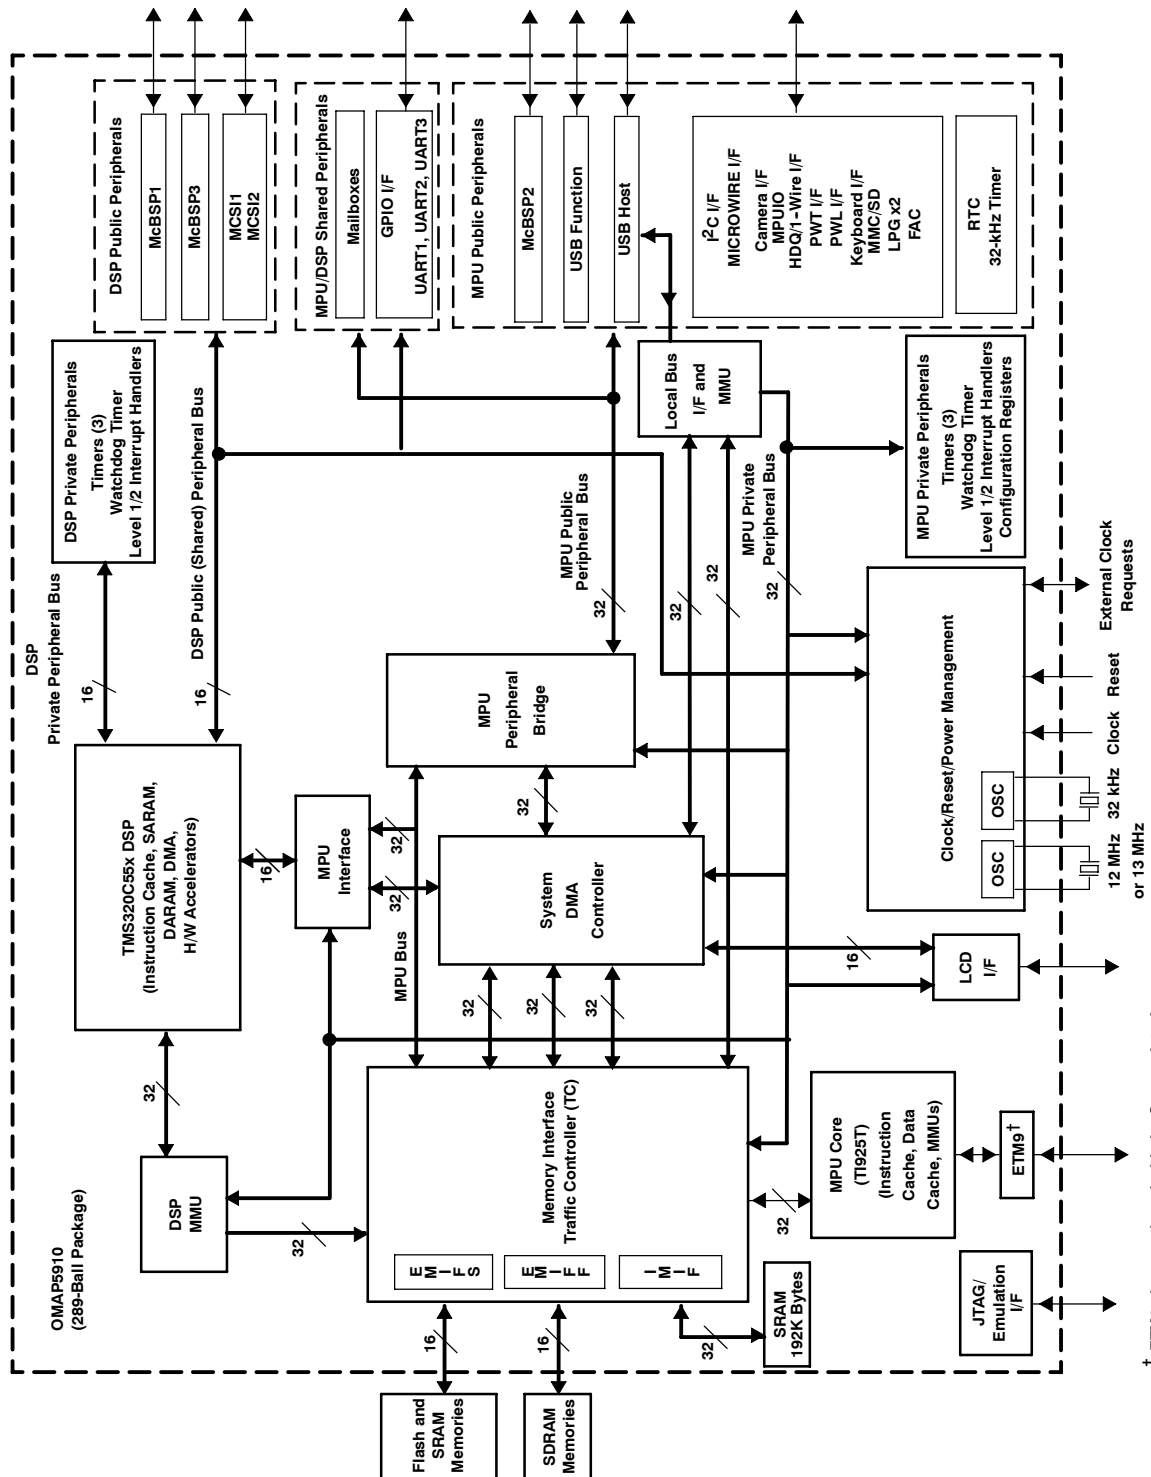 OMAP5910
(289-Ball Package)
DSP
MMU
32
32
TMS320C55x DSP
(Instruction Cache, SARAM,
DARAM, DMA,
H/W Accelerators)
DSP
Private Peripheral Bus
16
DSP Private Peripherals
Timers (3)
Watchdog Timer
Level 1/2 Interrupt Handlers
16
DSP Public (Shared) Peripheral Bus
DSP Public Peripherals
McBSP1
McBSP3
MCSI1
MCSI2
MPU/DSP Shared Peripherals
Mailboxes
GPIO I/F
UART1, UART2, UART3
MPU Public Peripherals
McBSP2
USB Function
USB Host
I2C I/F
MICROWIRE I/F
Camera I/F
MPUIO
HDQ/1-Wire I/F
PWT I/F
PWL I/F
Keyboard I/F
MMC/SD
LPG x2
FAC
RTC
32-kHz Timer
16
MPU
Interface
32
32
MPU Bus
MPU
Peripheral
Bridge
32
32
MPU Public
Peripheral Bus
Local Bus
I/F and
MMU
32
32
MPU Private
Peripheral Bus
32
MPU Private Peripherals
Timers (3)
Watchdog Timer
Level 1/2 Interrupt Handlers
Configuration Registers
System
DMA
Controller
32
32
32
Flash and
SRAM
Memories
16
SDRAM
Memories
16
Memory Interface
Traffic Controller (TC)
EMIFS
EMIFF
IMIF
32
SRAM
192K Bytes
32
MPU Core
(TI925T)
(Instruction
Cache, Data
Cache, MMUs)
ETM9†
JTAG/
Emulation
I/F
16
LCD
I/F
Clock/Reset/Power Management
OSC
OSC
12 MHz
or 13 MHz
32 kHz
Clock
Reset
External Clock
Requests
†